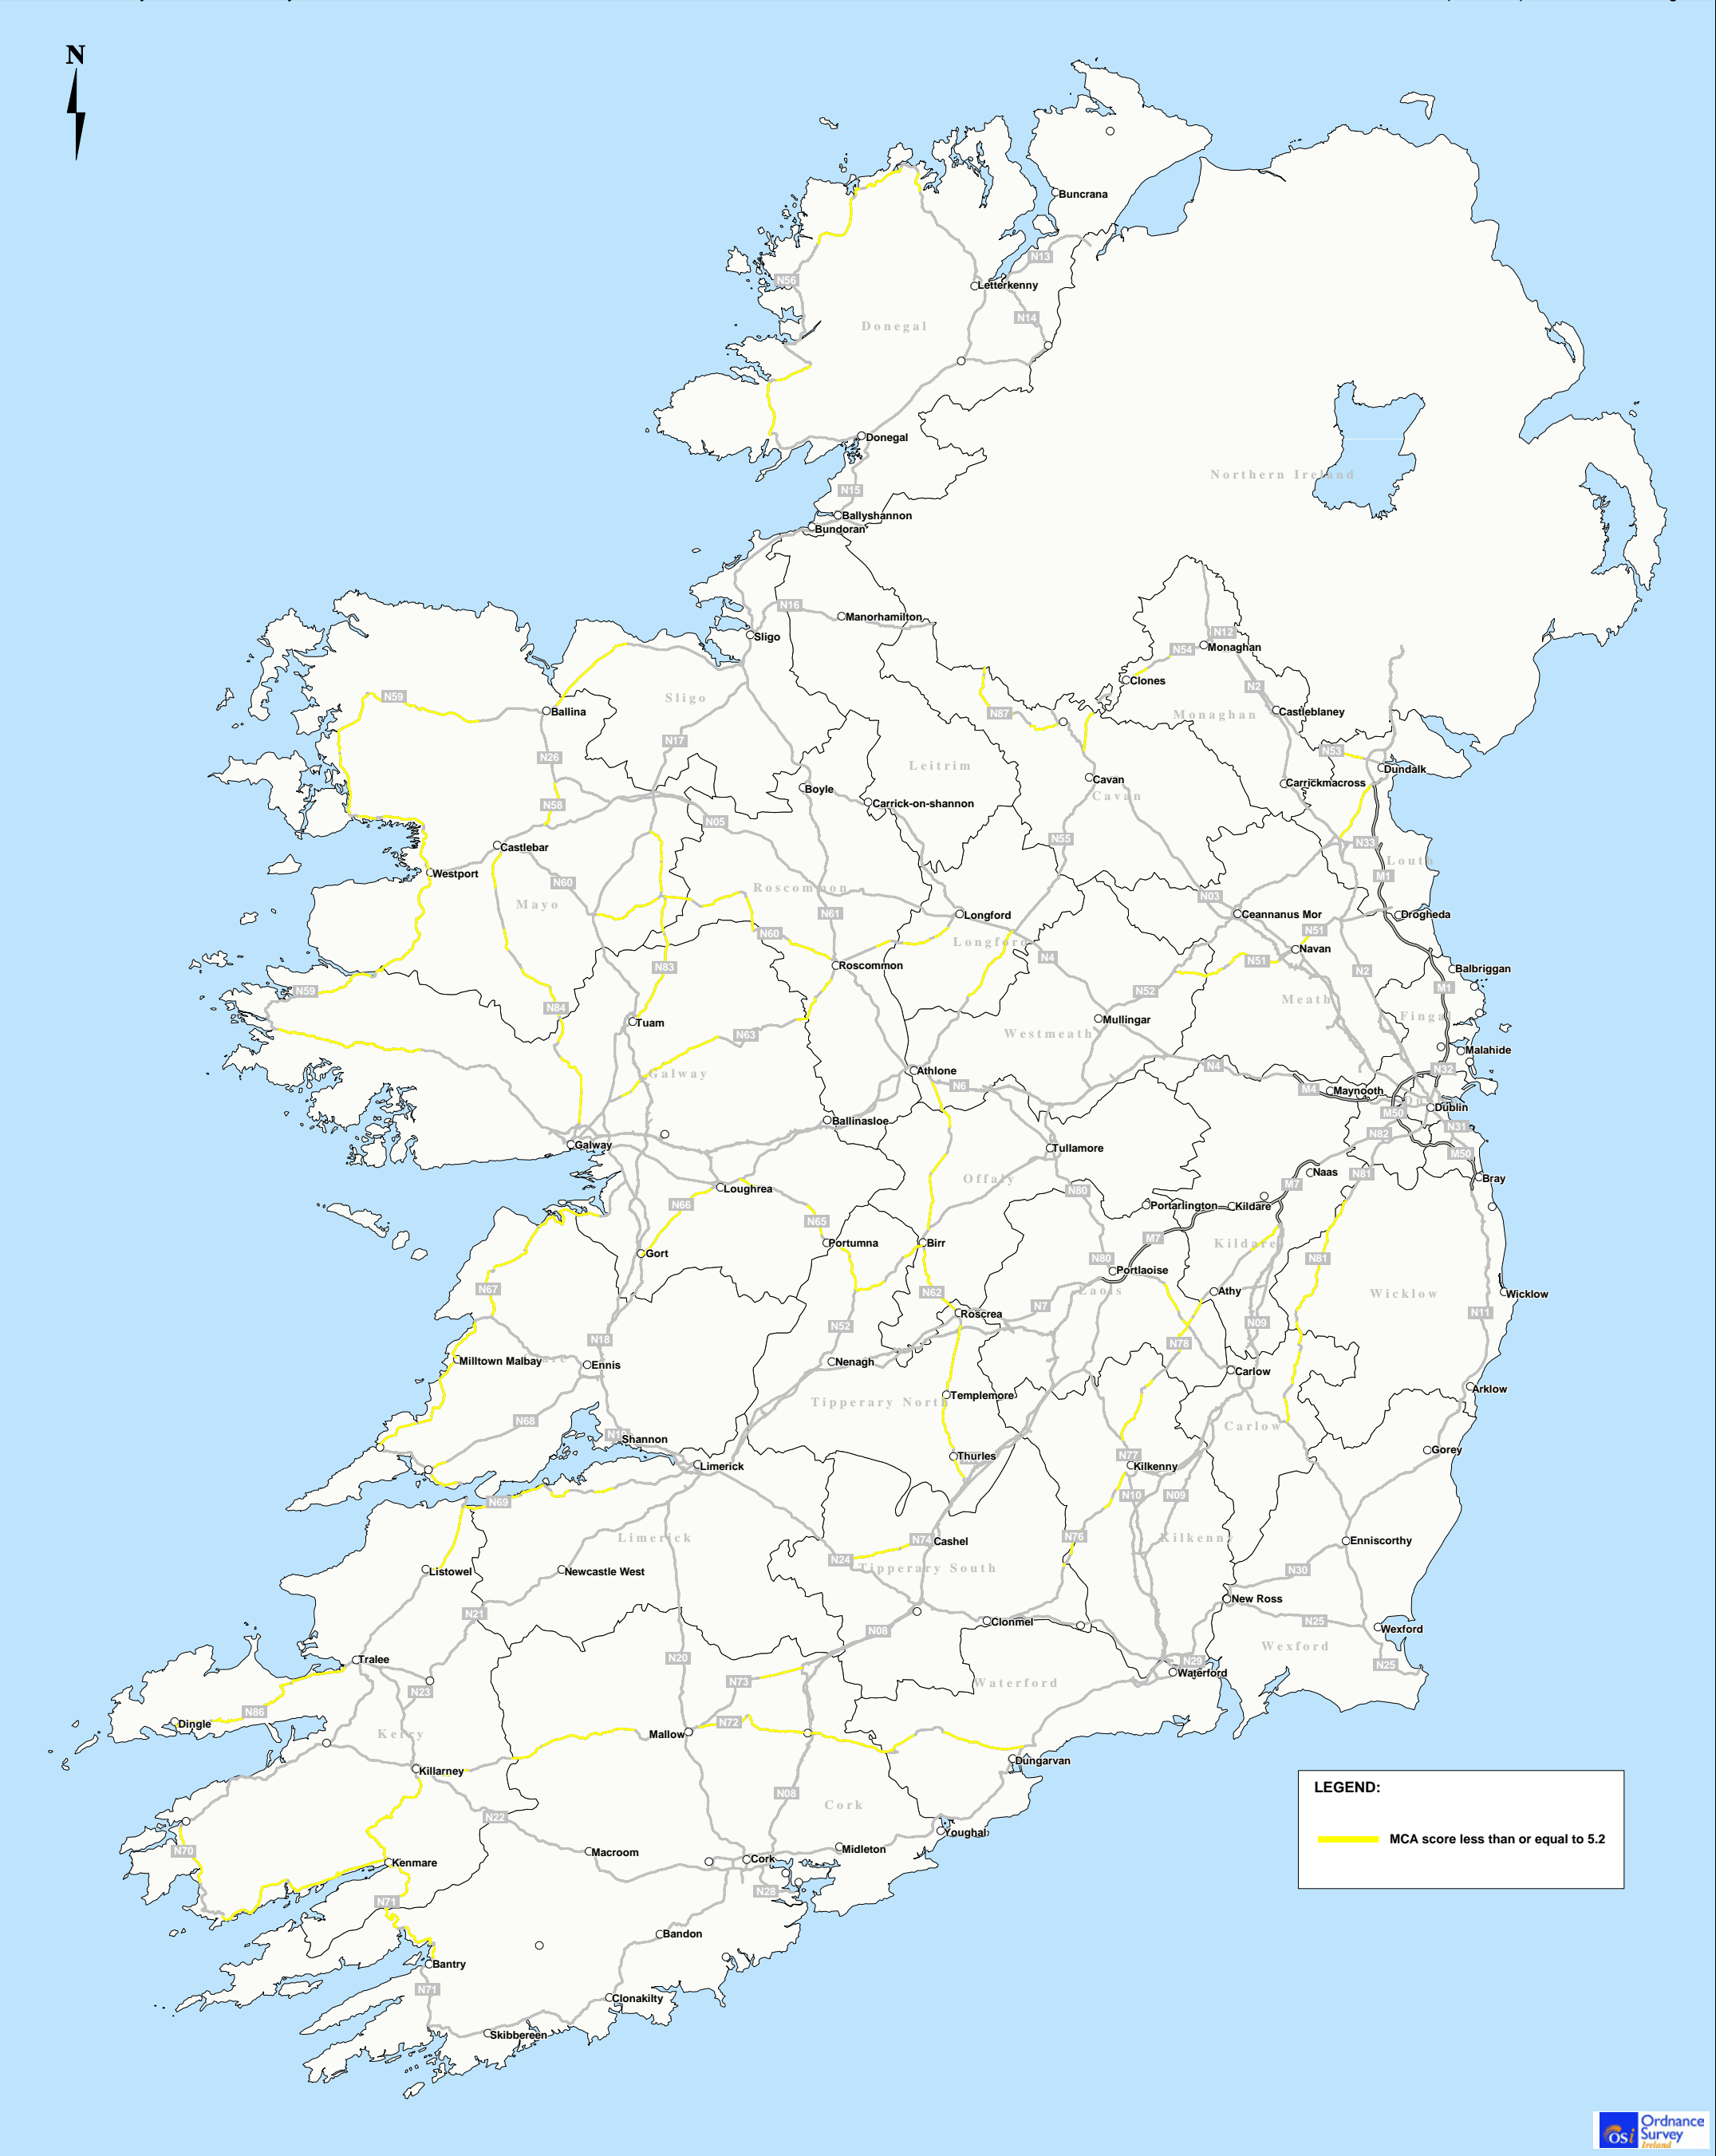 N
Buncrana
N13
N56
Letterkenny
N14
Donegal
Donegal
Northern Ireland
N15
Ballyshannon
Bundoran
N16
Manorhamilton
Sligo
N12
Monaghan
N54
Clones
N2
N59
Sligo
Ballina
N87
Monaghan
Castleblaney
N17
N53
N26
Leitrim
Dundalk
Cavan
Carrickmacross
Boyle
Cavan
N58
Carrick-on-shannon
N05
N55
N33
Castlebar
Louth
Westport
M1
N60
Roscommon
N03
Mayo
N61
Longford
Ceannanus Mor
Drogheda
N60
N51
Longford
Navan
N4
N51
N83
Roscommon
Balbriggan
N2
M1
N59
N52
Meath
N84
Fingal
Tuam
Mullingar
N63
Westmeath
Malahide
N4
N32
Galway
Athlone
N6
M4
Maynooth
Dublin
M50
Ballinasloe
N31
N82
Galway
Tullamore
M50
Naas
N81
Offaly
Bray
M7
Loughrea
N80
N66
Portarlington
Kildare
N65
M7
Portumna
Birr
Kildare
Gort
N80
N81
Portlaoise
N67
N62
Laois
Athy
Wicklow
Wicklow
N7
Roscrea
N11
N52
N09
N18
N78
Milltown Malbay
Ennis
Nenagh
Carlow
Arklow
Templemore
Tipperary North
N68
Carlow
Shannon
Gorey
N77
Thurles
Limerick
Kilkenny
N69
N10
N09
N76
Limerick
N74
Cashel
Kilkenny
Enniscorthy
N24
Tipperary South
Listowel
Newcastle West
N30
New Ross
N21
Clonmel
N25
N08
Wexford
Wexford
Tralee
N20
N29
N25
Waterford
N73
Waterford
N23
N86
Dingle
N72
Kerry
Mallow
Dungarvan
Killarney
LEGEND:
N08
Cork
N22
Youghal
MCA score less than or equal to 5.2
N70
Macroom
Midleton
Kenmare
Cork
N28
N71
Bandon
Bantry
N71
Clonakilty
Skibbereen
osi
Ordnance
Survey
Ireland